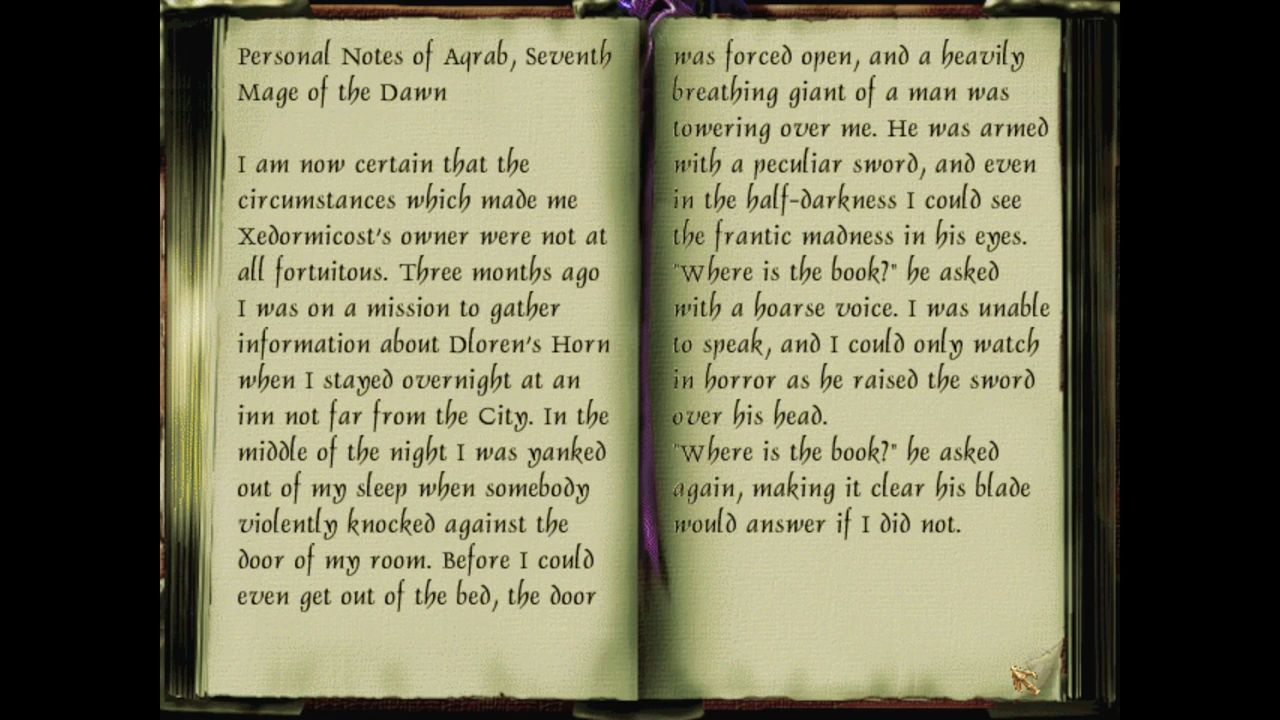 Personal Notes of Aqrab, Seventh
Mage of the Dawn
I am now certain that the
circumstances which made me
Xedormicost's owner were not at
all fortuitous. Three months ago
I was on a mission to gather
information about Dloren's Horn
when I stayed overnight at an
inn not far from the City. In the
middle of the night I was yanked
out of my sleep when somebody
violently knocked against the
door of my room. Before I could
even get out of the bed, the door
was forced open, and a heavily
breathing giant of a man was
towering over me. He was armed
with a peculiar sword, and even
in the half-darkness I could see
the frantic madness in his eyes.
"Where is the book?" he asked
with a hoarse voice. I was unable
to speak, and I could only watch
in horror as he raised the sword
over his head.
"Where is the book?" he asked
again, making it clear his blade
would answer if I did not.